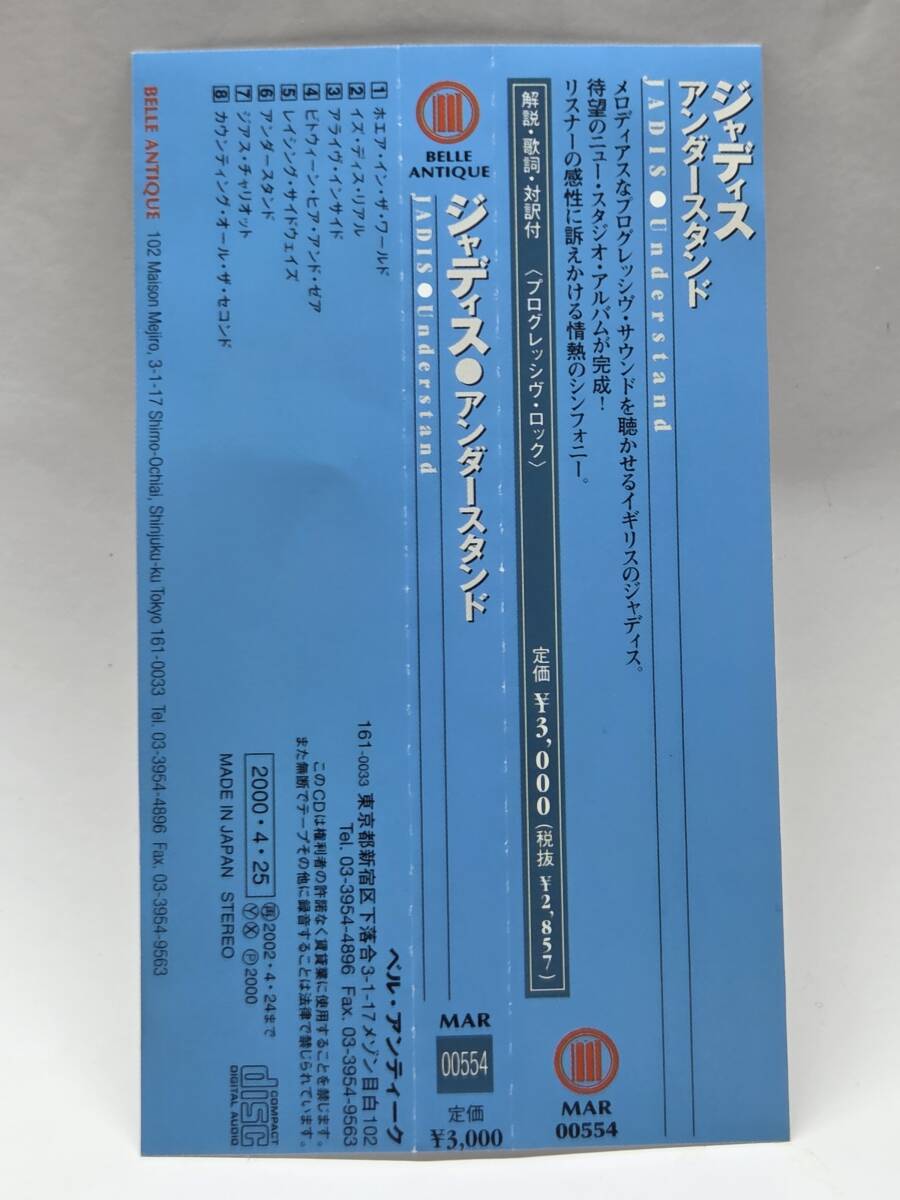 ジャディス
アンダースタンド
JADIS●Understand
メロディアスなプログレッシヴ・サウンドを聴かせるイギリスのジャディス。
待望のニュー・スタジオ・アルバムが完成!
リスナーの感性に訴えかける情熱のシンフォニー。
解説・歌詞・対訳付 〈プログレッシヴ・ロック〉 定価 ¥3,000(税抜 ¥2,857)
MAR
00554
BELLE
ANTIQUE
ジャディス●アンダースタンド
JADIS●Understand
MAR
00554
定価
¥3,000
1 ホエア・イン・ザ・ワールド
2 イズ・ディス・リアル
3 アライヴ・インサイド
4 ビトウィーン・ヒア・アンド・ゼア
5 レイシング・サイドウェイズ
6 アンダースタンド
7 ジアス・チャリオット
8 カウンティング・オール・ザ・セコンド
ベル・アンティーク
161-0033 東京都新宿区下落合3-1-17メゾン目白102
Tel. 03-3954-4896 Fax. 03-3954-9563
このCDは権利者の許諾なく賃貸業に使用することを禁じます。
また無断でテープその他に録音することは法律で禁じられています。
2000・4・25 再2002・4・24まで
YX ℗2000
MADE IN JAPAN STEREO
COMPACT
disc
DIGITAL AUDIO
BELLE ANTIQUE 102 Maison Mejiro, 3-1-17 Shimo-Ochiai, Shinjuku-ku Tokyo 161-0033 Tel. 03-3954-4896 Fax. 03-3954-9563